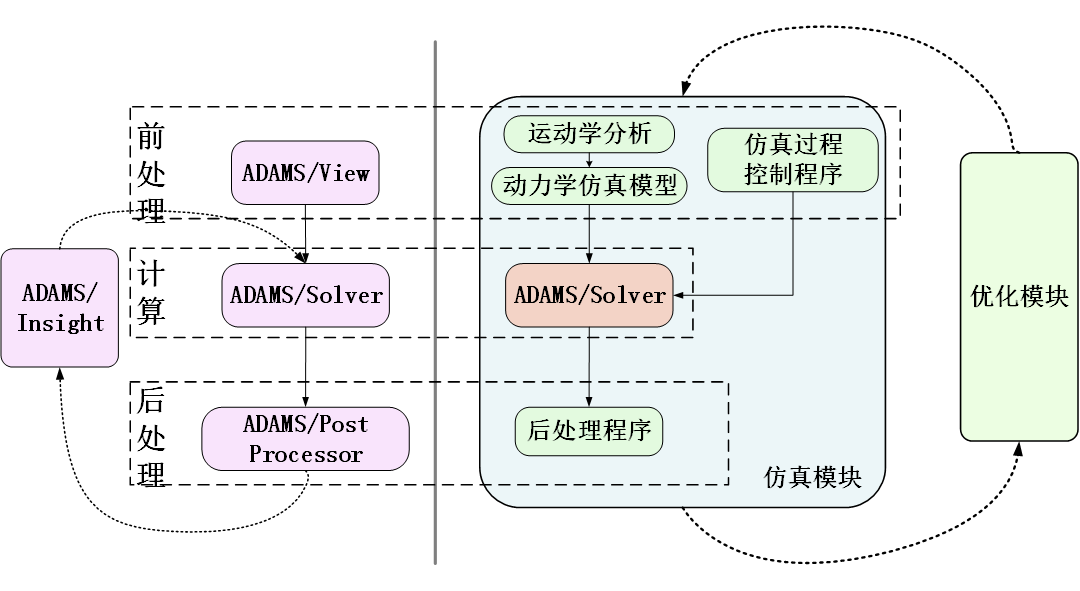 前
处
理
ADAMS/View
运动学分析
动力学仿真模型
仿真过程
控制程序
ADAMS/
Insight
计
算
ADAMS/Solver
ADAMS/Solver
优化模块
后
处
理
ADAMS/Post
Processor
后处理程序
仿真模块